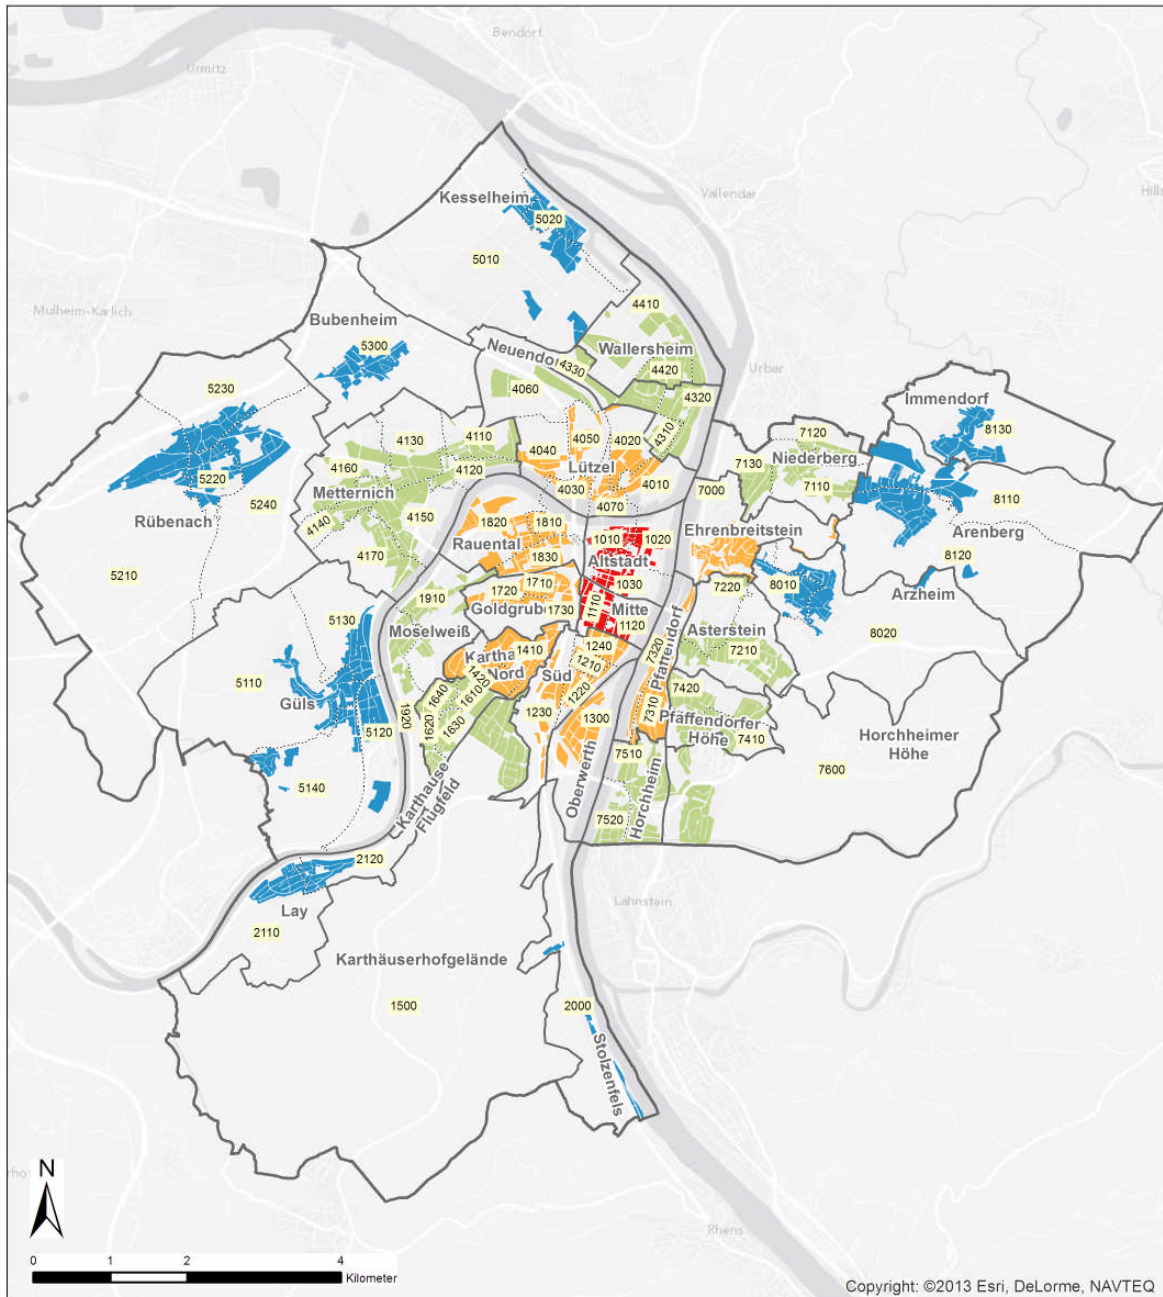 Bendorf
Urmitz
Vallendar
Kesselheim
5020
5010
4410
Mülheim-Kärlich
Bubenheim
5300
Wallersheim
4420
4330
4060
4320
Urbar
5230
Immendorf
8130
4130
4110
4050
4020
4310
7120
Niederberg
4160
4120
4040
Lützel
7130
7110
5220
Metternich
4030
4010
7000
8110
5240
4150
4070
Rübenach
4140
1820
1810
1010
1020
Ehrenbreitstein
Arenberg
Rauental
1830
Altstadt
4170
8120
5210
1710
1030
8010
7220
1910
1720
Arzheim
Goldgrube
1730
1110
Mitte
5130
Moselweiß
1120
Asterstein
8020
1410
1240
7320
Pfaffendorf
7210
5110
Nord
1420
Süd
1210
Güls
1640
1610
1220
7420
5120
1920
1620
1630
1230
1300
7310
Pfaffendorfer
Höhe
7410
Horchheimer
Höhe
7510
7600
5140
Karthause
Flugfeld
Oberwerth
Horchheim
7520
2120
Lay
2110
Lahnstein
Karthäuserhofgelände
1500
2000
Stolzenfels
Rhens
N
0 1 2 4
Kilometer
Copyright: ©2013 Esri, DeLorme, NAVTEQ